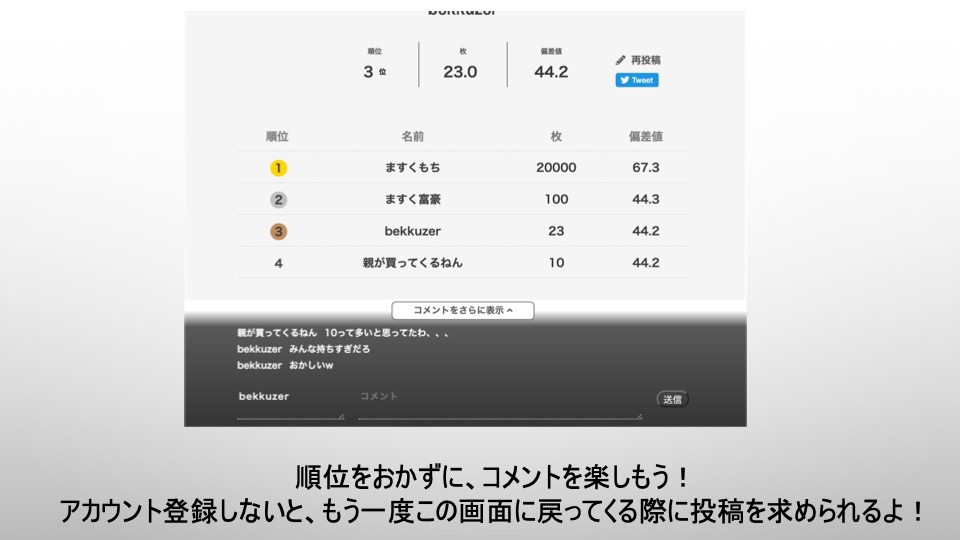 bekkuzer
順位 枚 偏差値
3 位 23.0 44.2
再投稿
Tweet
順位 名前 枚 偏差値
1 ますくもち 20000 67.3
2 ますく富豪 100 44.3
3 bekkuzer 23 44.2
4 親が買ってくるねん 10 44.2
コメントをさらに表示
親が買ってくるねん 10って多いと思ってたわ、、、
bekkuzer みんな持ちすぎだろ
bekkuzer おかしいw
bekkuzer コメント 送信
順位をおかずに、コメントを楽しもう！
アカウント登録しないと、もう一度この画面に戻ってくる際に投稿を求められるよ！